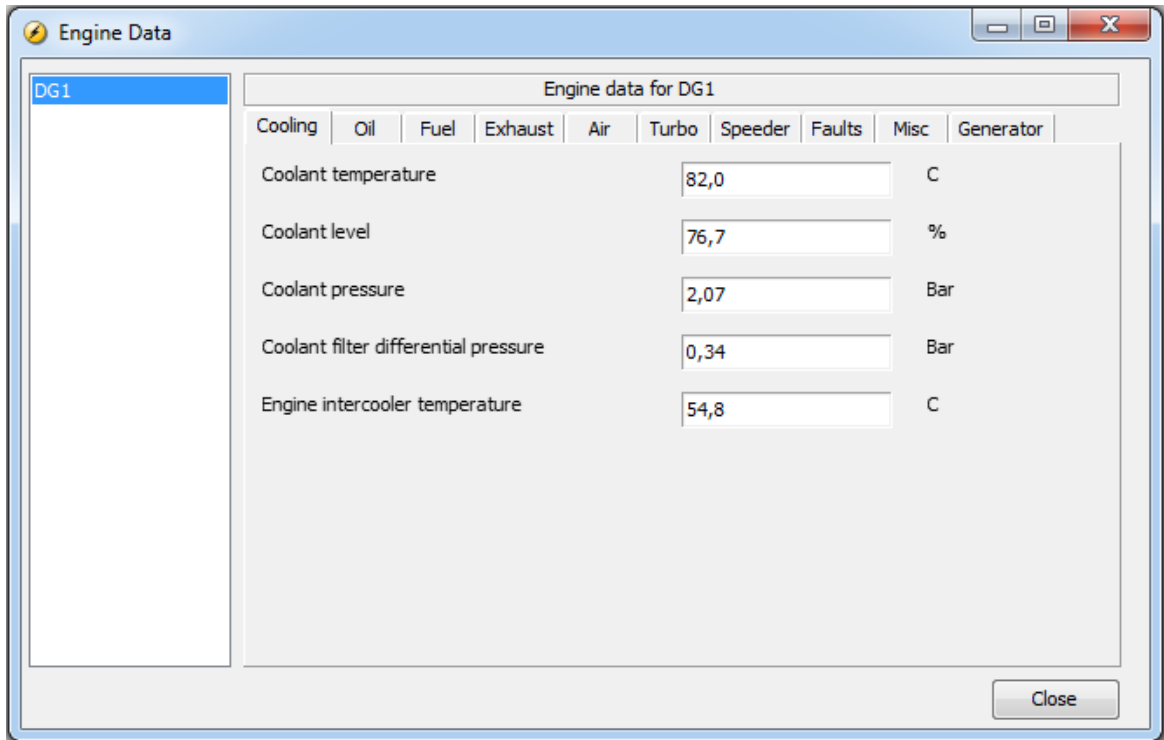 Engine Data
DG1
Engine data for DG1
Cooling Oil Fuel Exhaust Air Turbo Speeder Faults Misc Generator
Coolant temperature 82,0 C
Coolant level 76,7 %
Coolant pressure 2,07 Bar
Coolant filter differential pressure 0,34 Bar
Engine intercooler temperature 54,8 C
Close